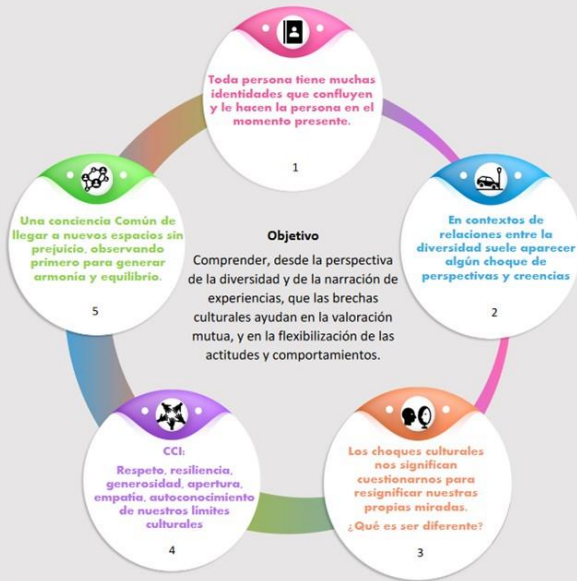 Toda persona tiene muchas
identidades que confluyen
y le hacen la persona en el
momento presente.
1
En contextos de
relaciones entre la
diversidad suele aparecer
algún choque de
perspectivas y creencias
2
Los choques culturales
nos significan
cuestionarnos para
resignificar nuestras
propias miradas.
¿Qué es ser diferente?
3
CCI:
Respeto, resiliencia,
generosidad, apertura,
empatía, autoconocimiento
de nuestros límites
culturales
4
Una conciencia Común de
llegar a nuevos espacios sin
prejuicio, observando
primero para generar
armonía y equilibrio.
5
Objetivo
Comprender, desde la perspectiva
de la diversidad y de la narración de
experiencias, que las brechas
culturales ayudan en la valoración
mutua, y en la flexibilización de las
actitudes y comportamientos.